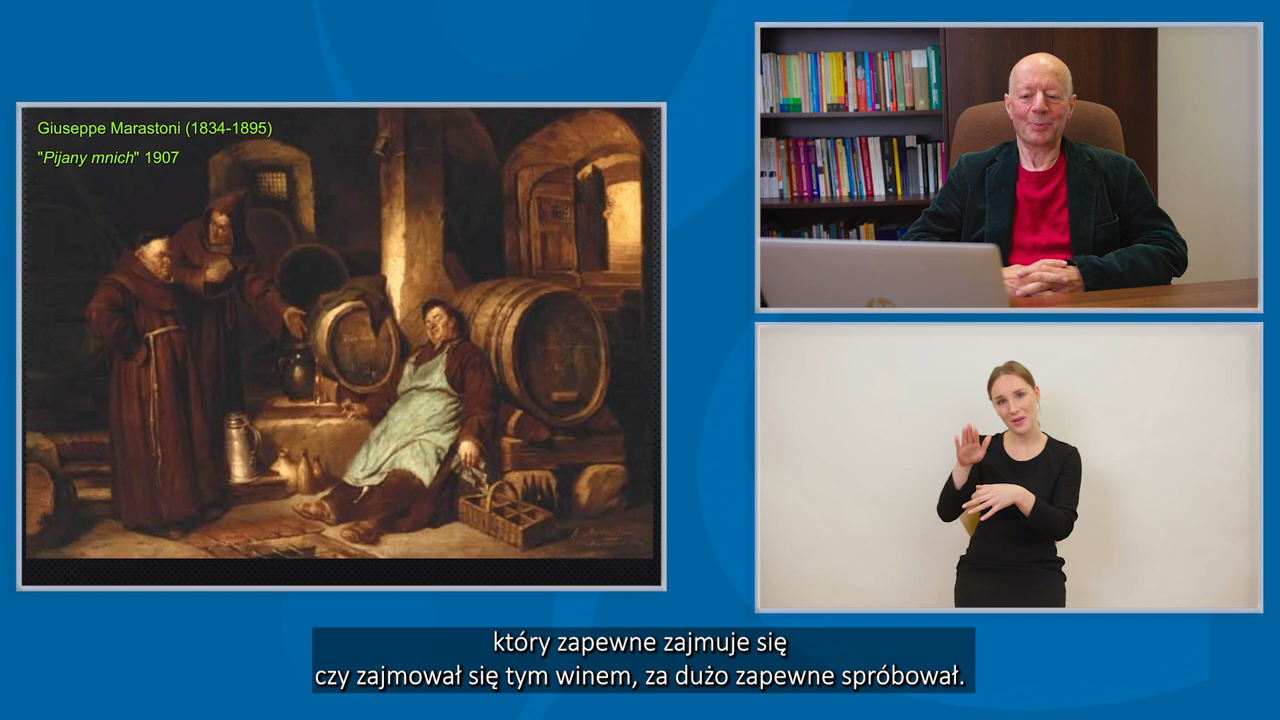 Giuseppe Marastoni (1834-1895)
"Pijany mnich" 1907
który zapewne zajmuje się
czy zajmował się tym winem, za dużo zapewne spróbował.